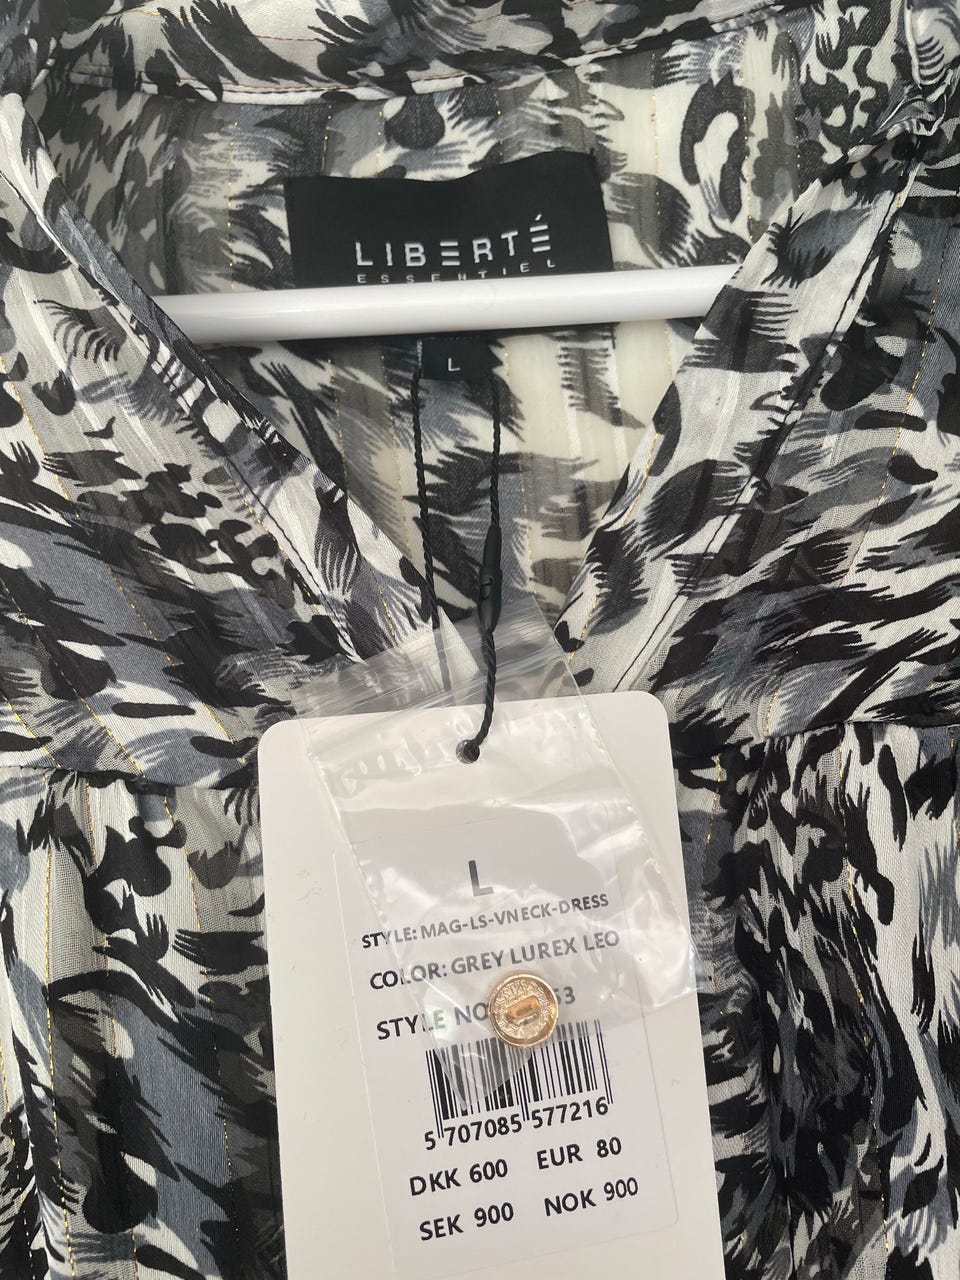 LIBERTÉ
ESSENTIEL
L
L
STYLE: MAG-LS-VNECK-DRESS
COLOR: GREY LUREX LEO
STYLE NO 53
5 707085 577216
DKK 600 EUR 80
SEK 900 NOK 900